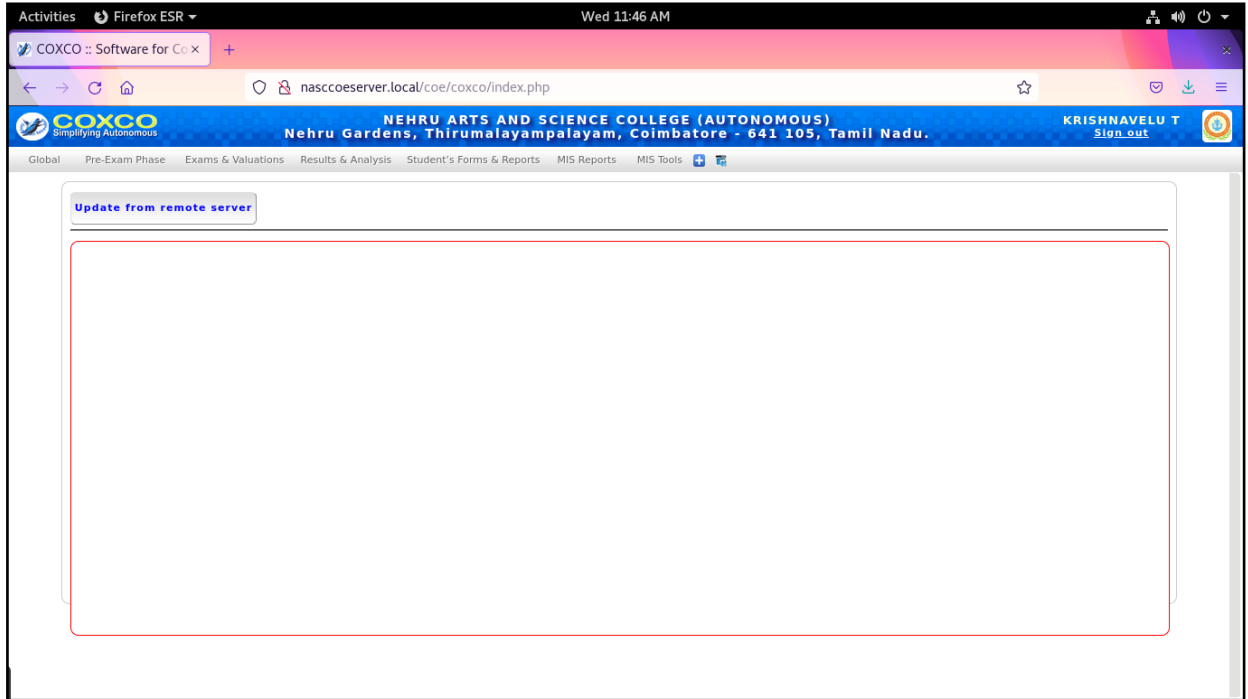 Activities Firefox ESR Wed 11:46 AM
COXCO :: Software for Co
nasccoeserver.local/coe/coxco/index.php
COXCO
Simplifying Autonomous
NEHRU ARTS AND SCIENCE COLLEGE (AUTONOMOUS)
Nehru Gardens, Thirumalayampalayam, Coimbatore - 641 105, Tamil Nadu.
KRISHNAVELU T
Sign out
Global Pre-Exam Phase Exams & Valuations Results & Analysis Student's Forms & Reports MIS Reports MIS Tools
Update from remote server